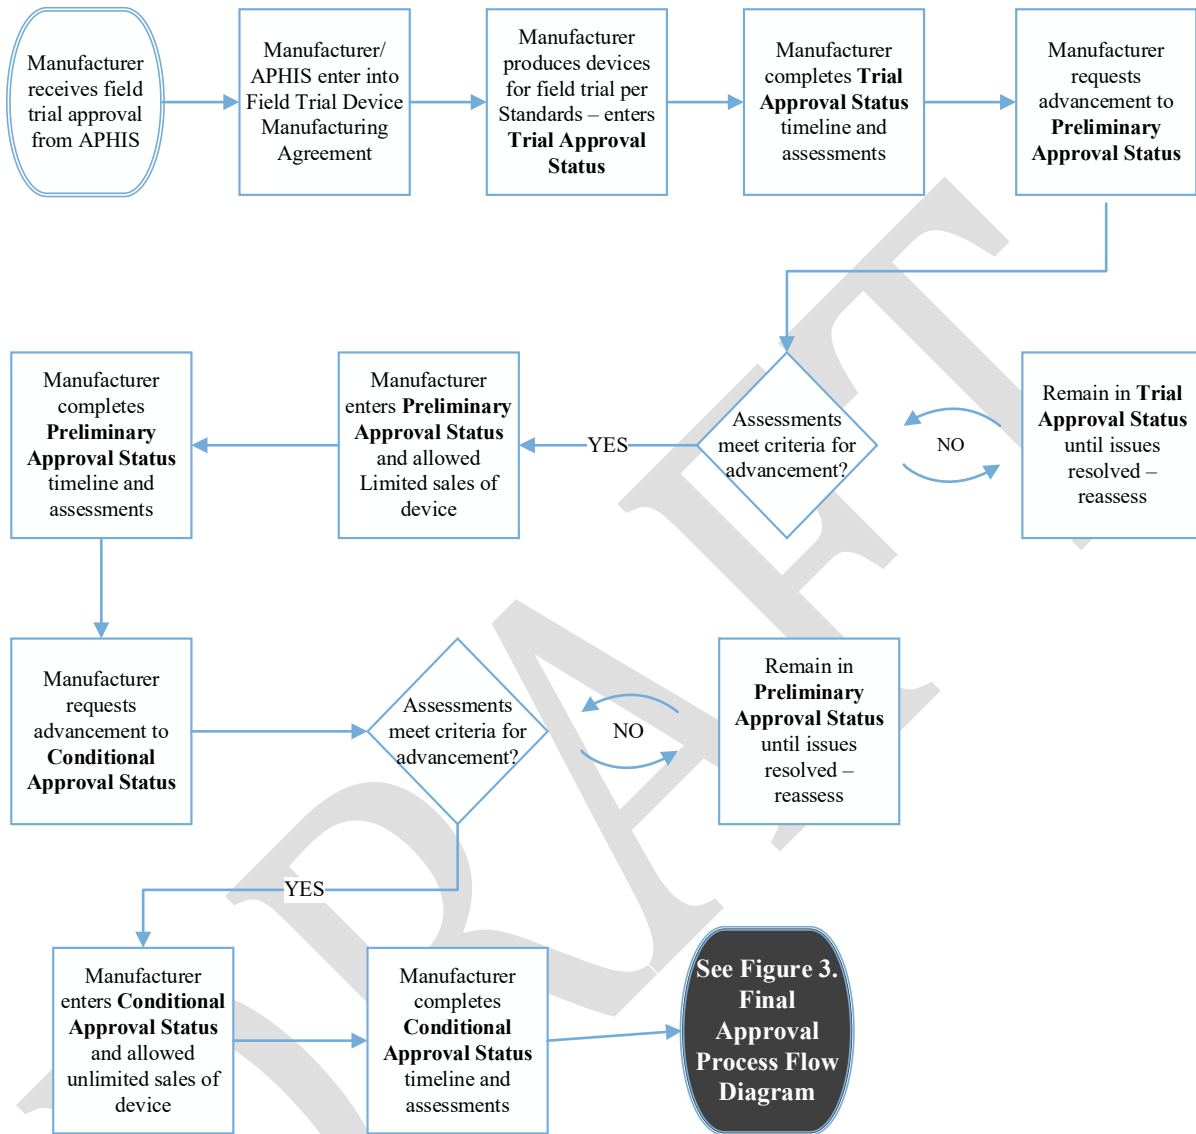 Manufacturer
receives field
trial approval
from APHIS
Manufacturer/
APHIS enter into
Field Trial Device
Manufacturing
Agreement
Manufacturer
produces devices
for field trial per
Standards – enters
Trial Approval
Status
Manufacturer
completes Trial
Approval Status
timeline and
assessments
Manufacturer
requests
advancement to
Preliminary
Approval Status
Manufacturer
completes
Preliminary
Approval Status
timeline and
assessments
Manufacturer
enters Preliminary
Approval Status
and allowed
Limited sales of
device
YES
Assessments
meet criteria for
advancement?
NO
Remain in Trial
Approval Status
until issues
resolved –
reassess
Manufacturer
requests
advancement to
Conditional
Approval Status
Assessments
meet criteria for
advancement?
NO
Remain in
Preliminary
Approval Status
until issues
resolved –
reassess
YES
Manufacturer
enters Conditional
Approval Status
and allowed
unlimited sales of
device
Manufacturer
completes
Conditional
Approval Status
timeline and
assessments
See Figure 3.
Final
Approval
Process Flow
Diagram
DRAFT